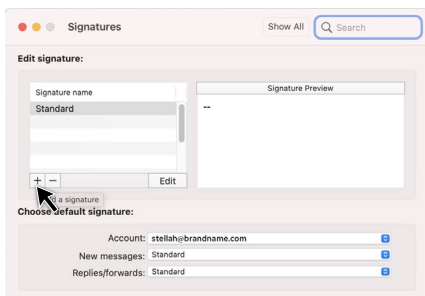 Signatures
Show All
Search
Edit signature:
Signature name
Signature Preview
Standard
--
+ −
Edit
a signature
Choose default signature:
Account: stellah@brandname.com
New messages: Standard
Replies/forwards: Standard